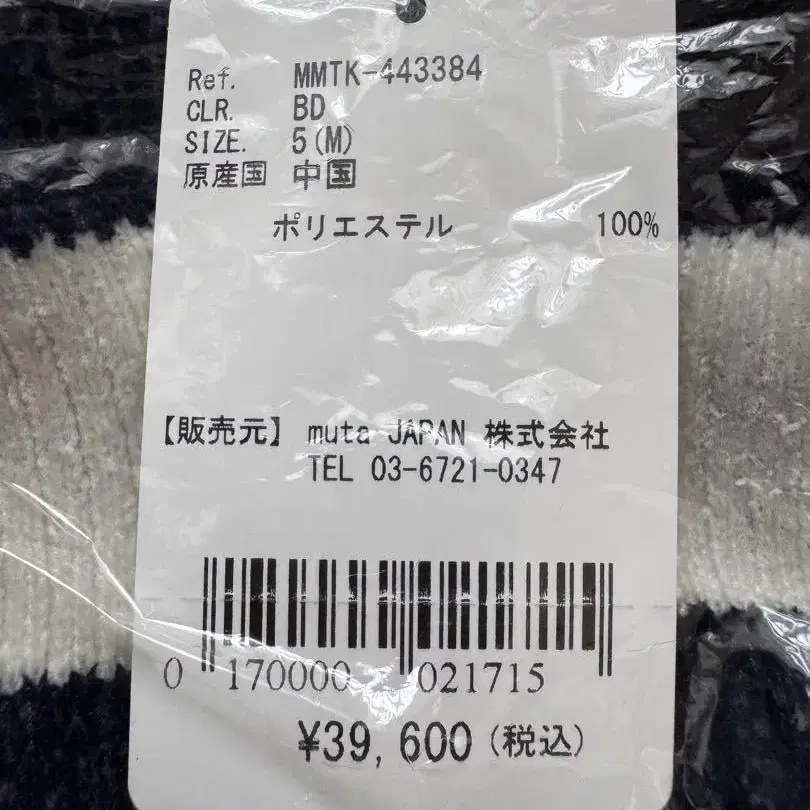 Ref. MMTK-443384
CLR. BD
SIZE. 5(M)
原産国 中国
ポリエステル 100%
【販売元】 muta JAPAN 株式会社
TEL 03-6721-0347
0 170000 021715
¥39,600(税込)